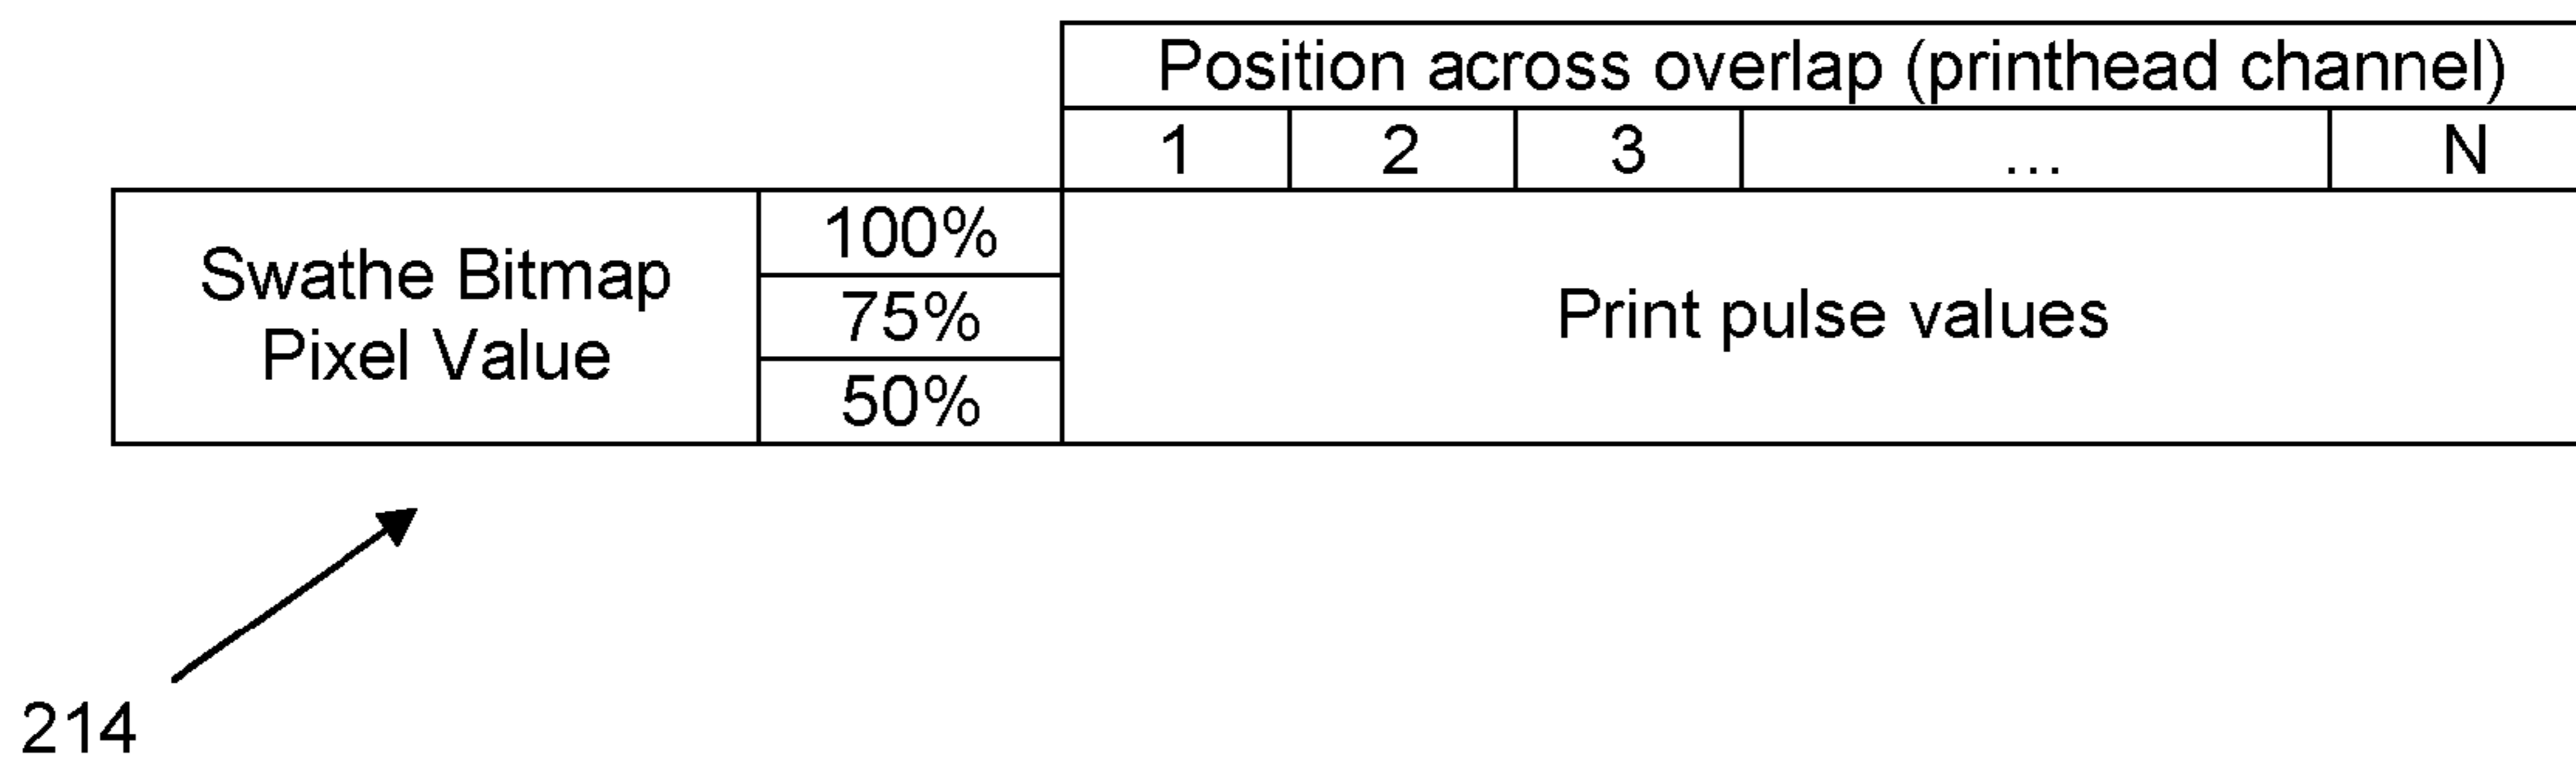 Position across overlap (printhead channel)
1 2 3 ... N
Swathe Bitmap
Pixel Value
100%
75%
50%
Print pulse values
214